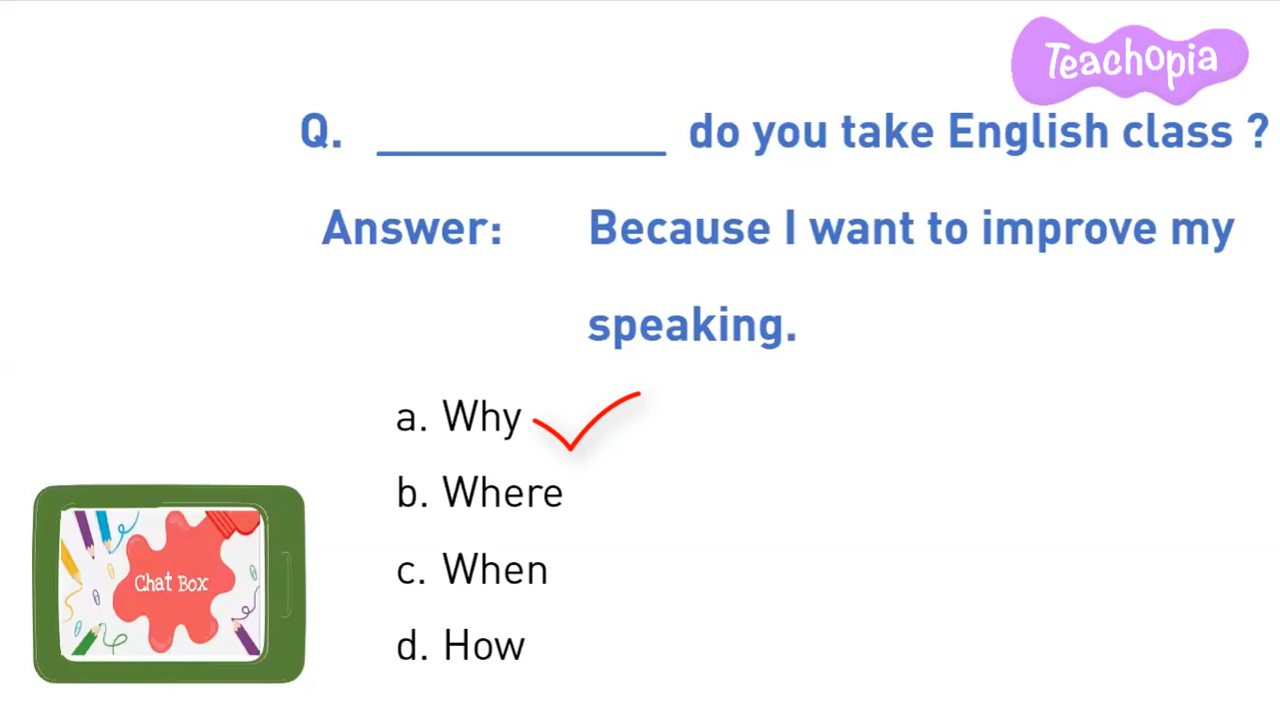 Teachopia
Q. ____________ do you take English class ?
Answer: Because I want to improve my
speaking.
a. Why
b. Where
c. When
d. How
Chat Box